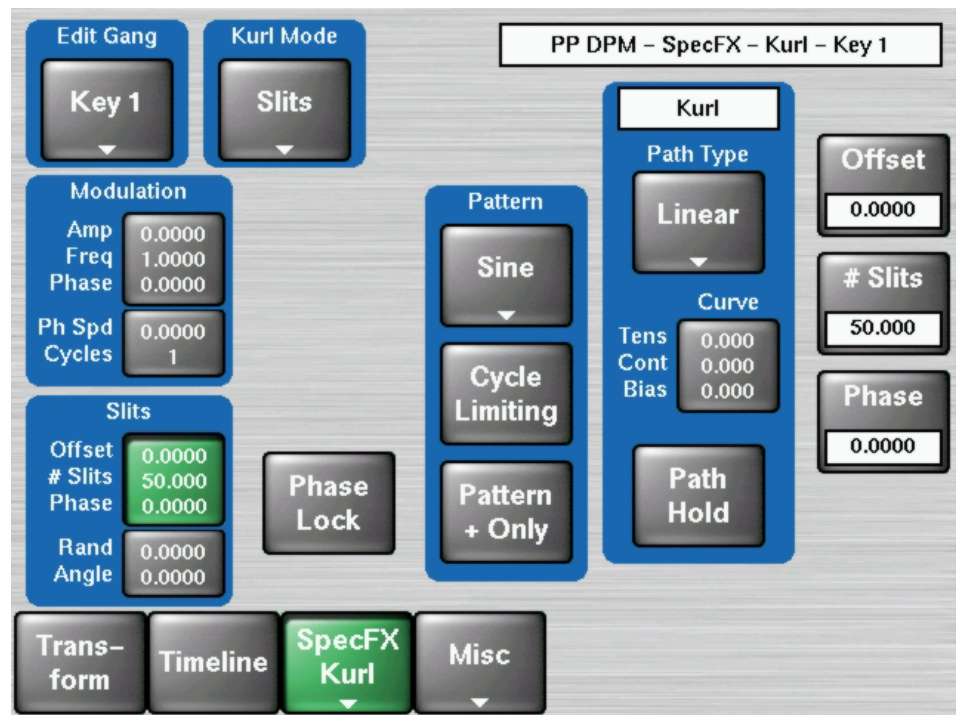 Edit Gang
Key 1
Kurl Mode
Slits
PP DPM – SpecFX – Kurl – Key 1
Modulation
Amp 0.0000
Freq 1.0000
Phase 0.0000
Ph Spd 0.0000
Cycles 1
Slits
Offset 0.0000
# Slits 50.000
Phase 0.0000
Rand 0.0000
Angle 0.0000
Phase
Lock
Pattern
Sine
Cycle
Limiting
Pattern
+ Only
Kurl
Path Type
Linear
Curve
Tens 0.000
Cont 0.000
Bias 0.000
Path
Hold
Offset
0.0000
# Slits
50.000
Phase
0.0000
Trans–
form
Timeline
SpecFX
Kurl
Misc